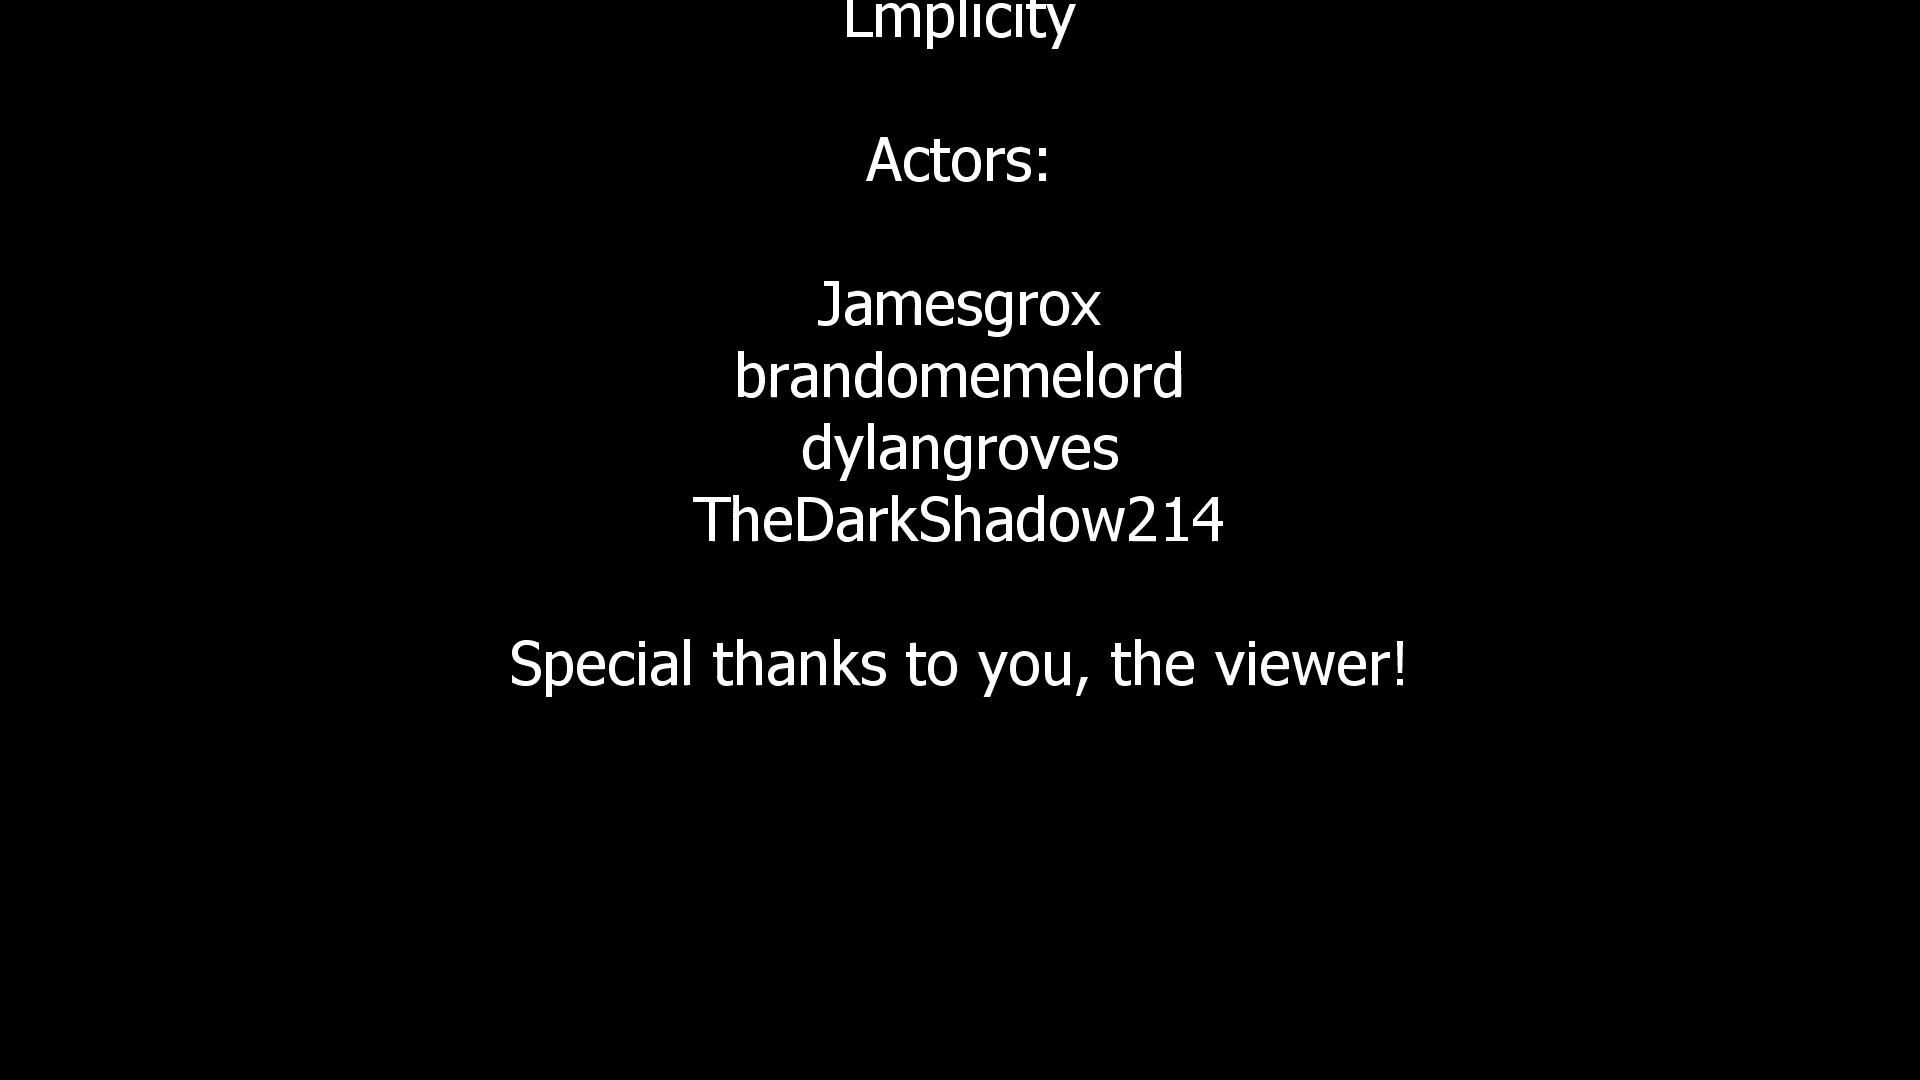 Lmplicity
Actors:
Jamesgrox
brandomemelord
dylangroves
TheDarkShadow214
Special thanks to you, the viewer!